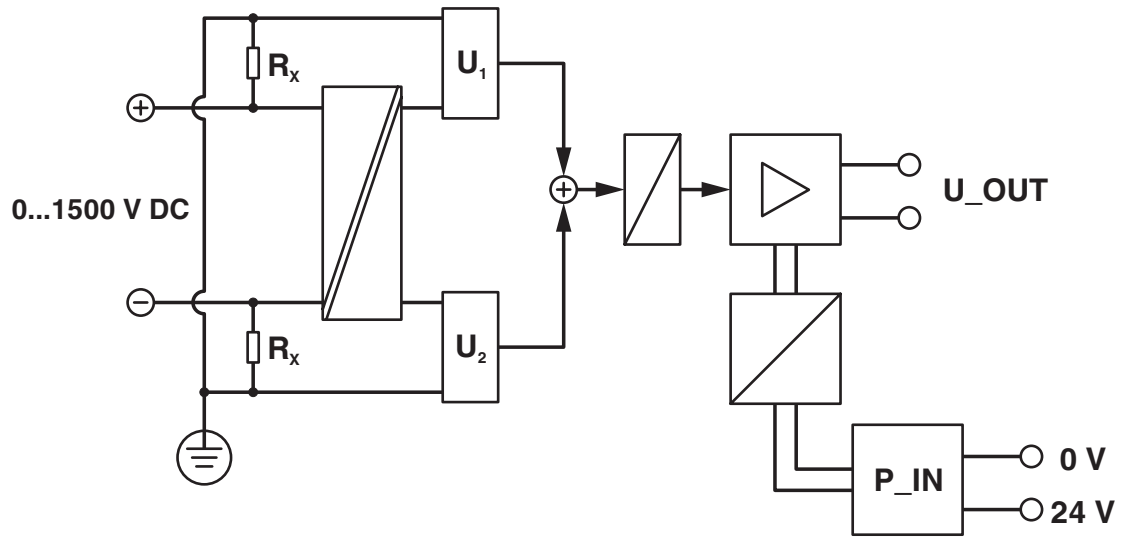 U₁
Rₓ
0...1500 V DC
U_OUT
U₂
Rₓ
P_IN
0 V
24 V